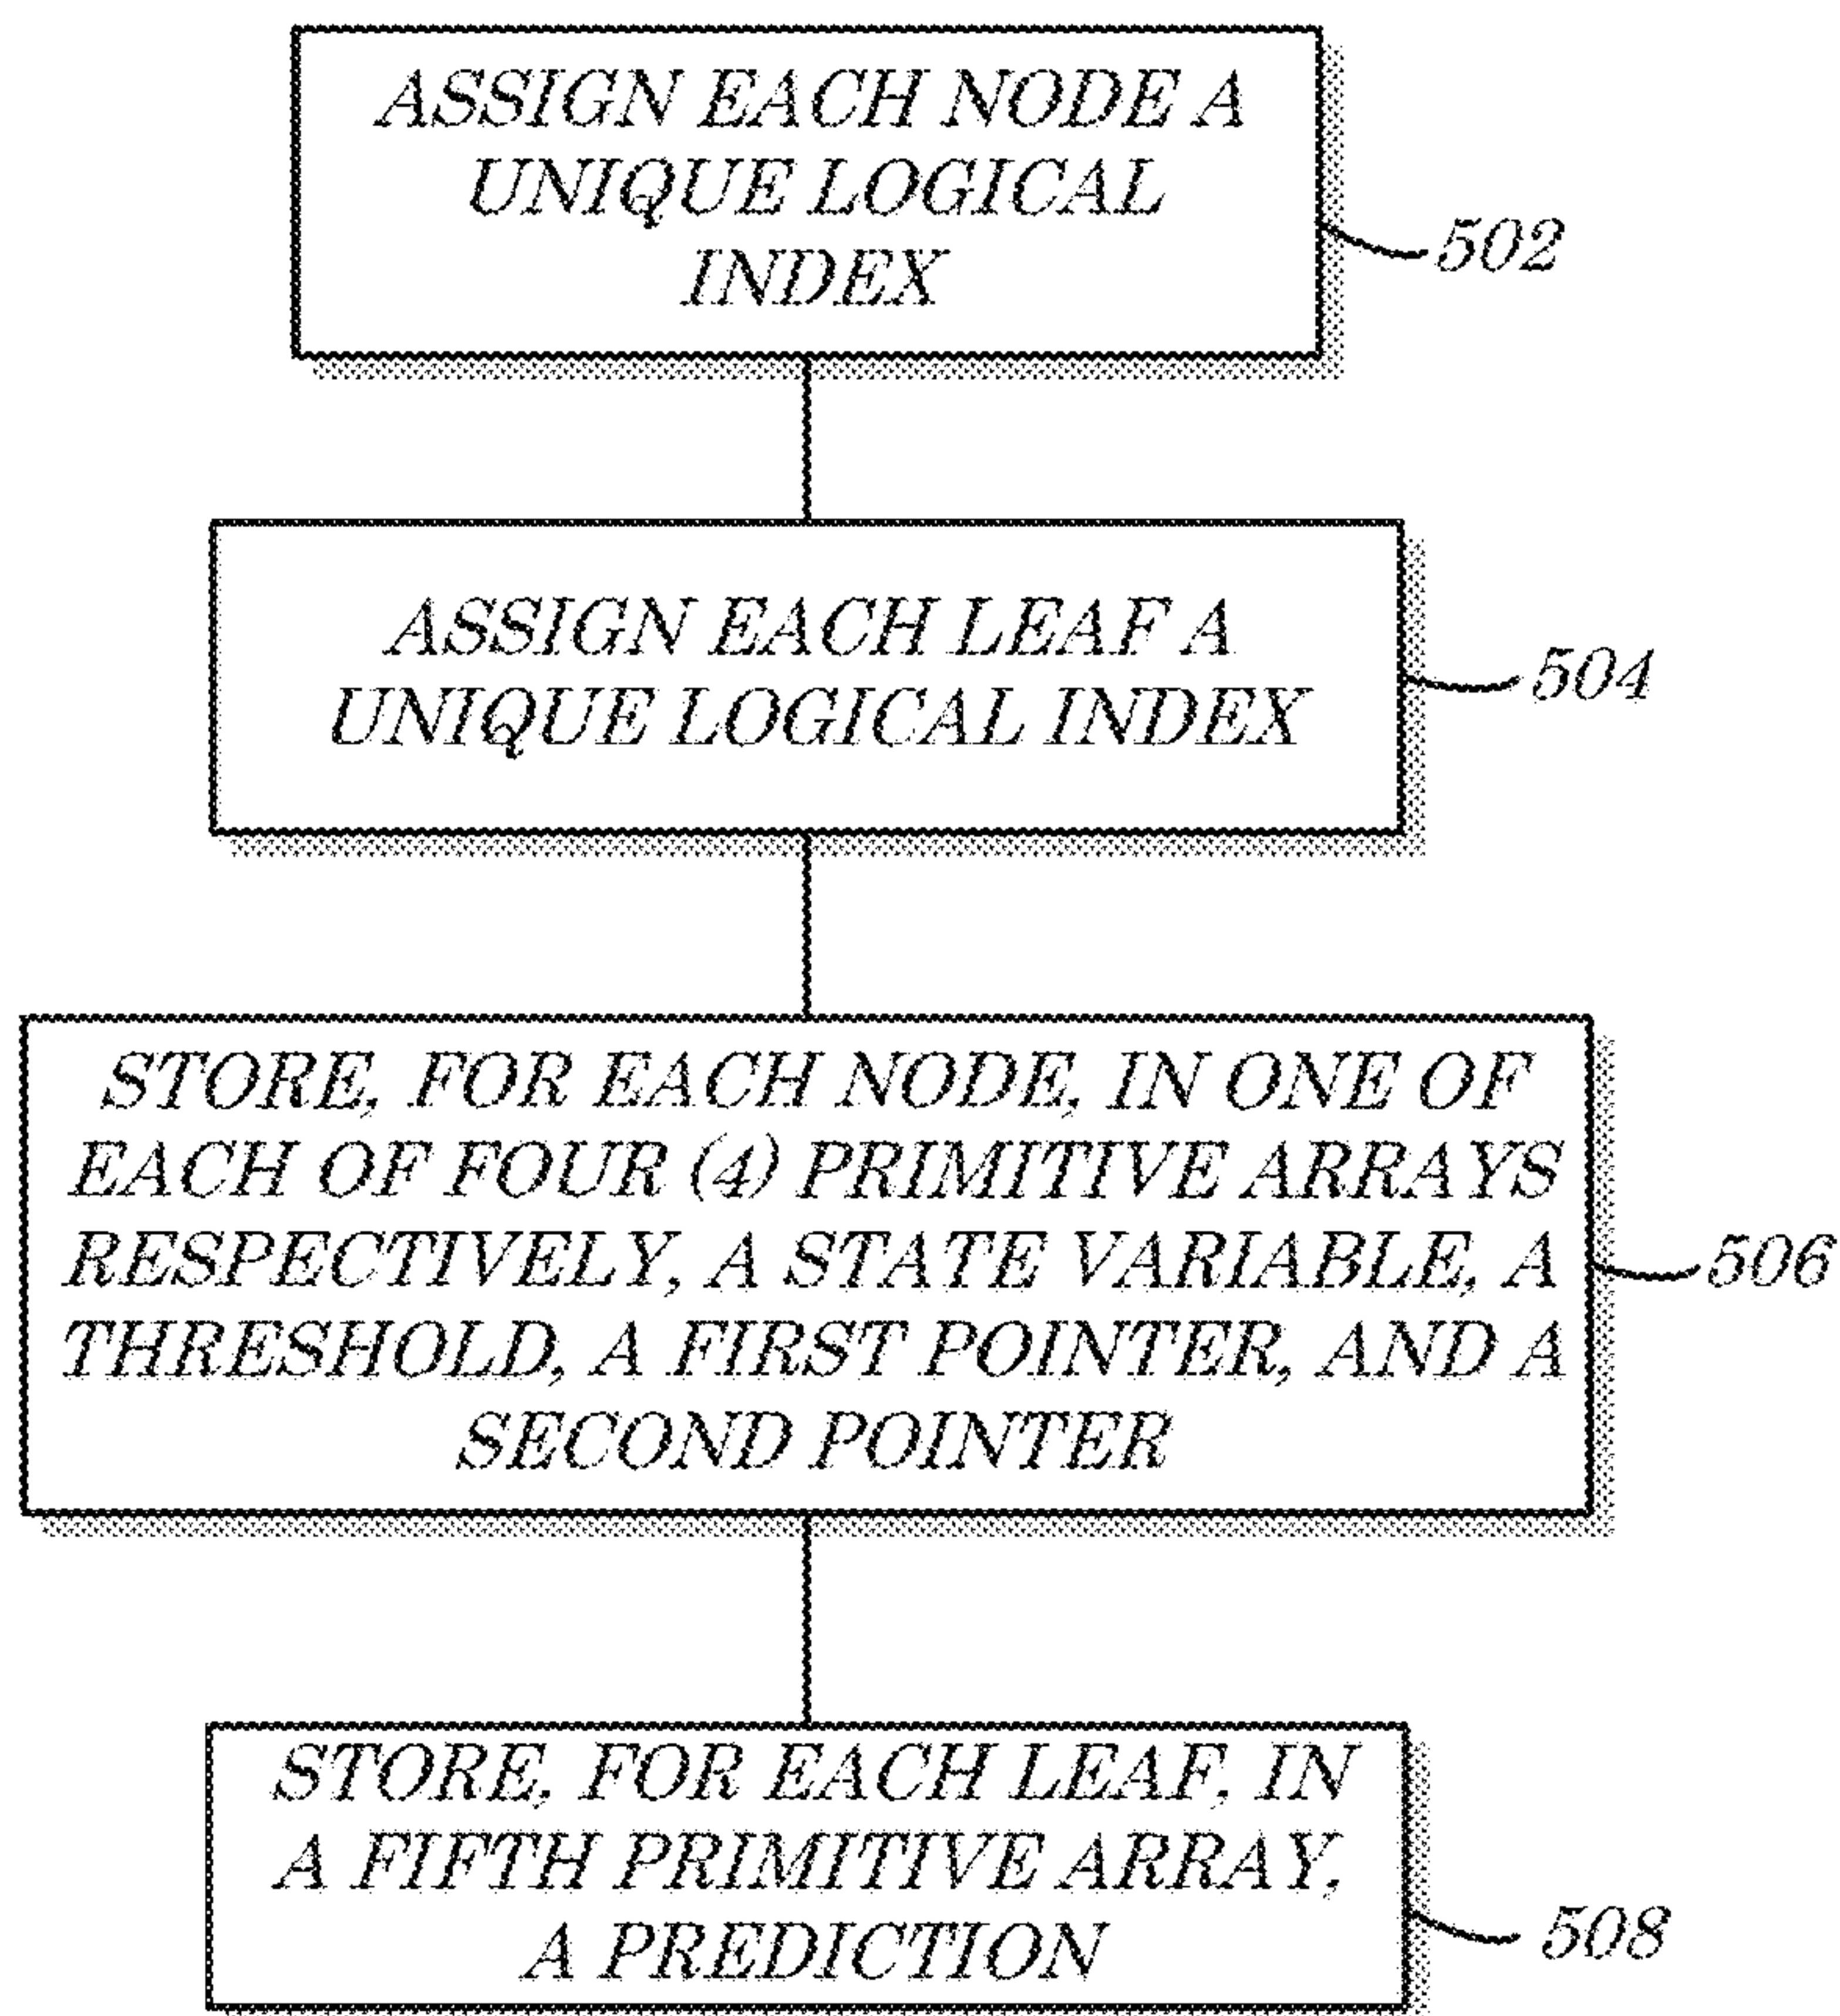 ASSIGN EACH NODE A
UNIQUE LOGICAL
INDEX
502
ASSIGN EACH LEAF A
UNIQUE LOGICAL INDEX
504
STORE, FOR EACH NODE, IN ONE OF
EACH OF FOUR (4) PRIMITIVE ARRAYS
RESPECTIVELY, A STATE VARIABLE, A
THRESHOLD, A FIRST POINTER, AND A
SECOND POINTER
506
STORE, FOR EACH LEAF, IN
A FIFTH PRIMITIVE ARRAY,
A PREDICTION
508